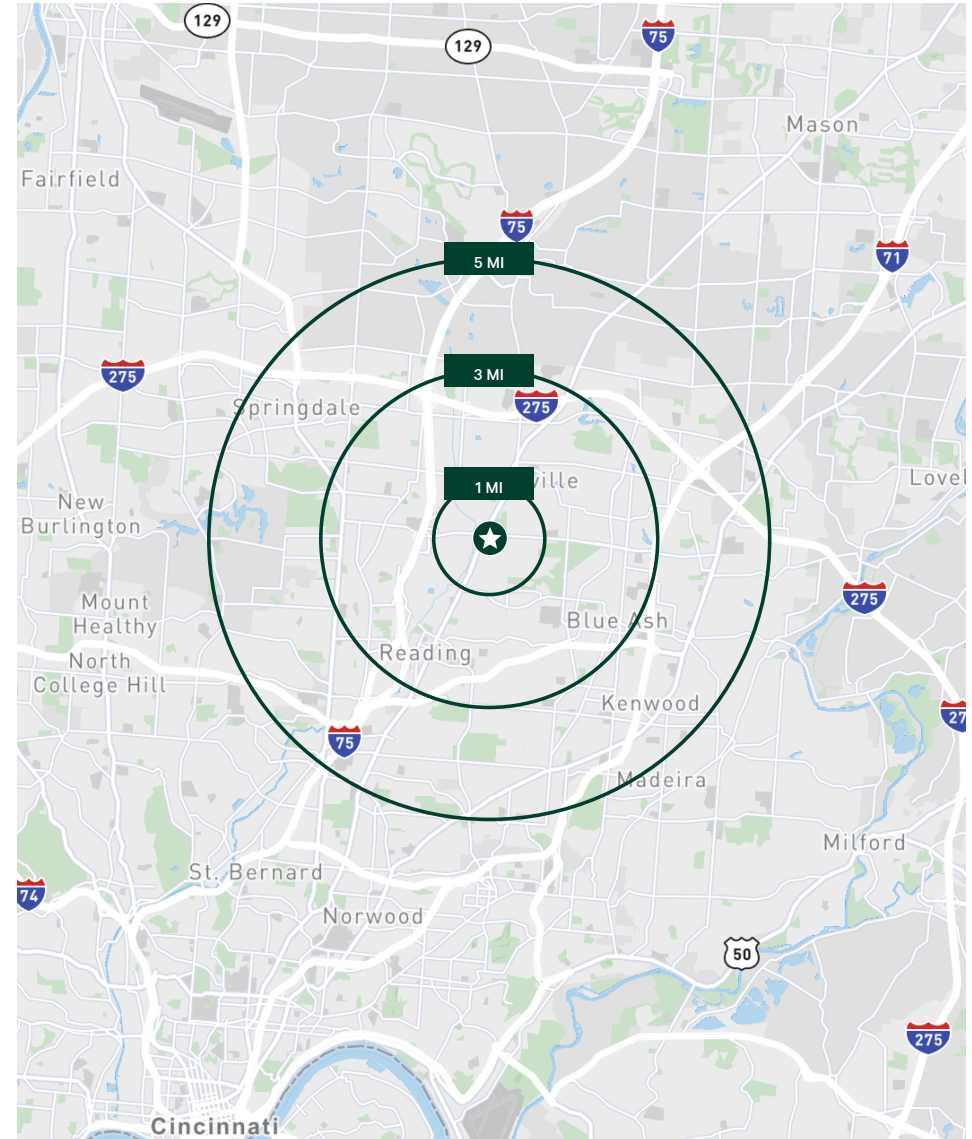 129
129
75
Mason
Fairfield
75
71
5 MI
275
3 MI
275
Springdale
1 MI
ville
Lovel
New
Burlington
275
Mount
Healthy
Blue Ash
Reading
North
College Hill
Kenwood
27
75
Madeira
Milford
St. Bernard
74
Norwood
50
275
Cincinnati